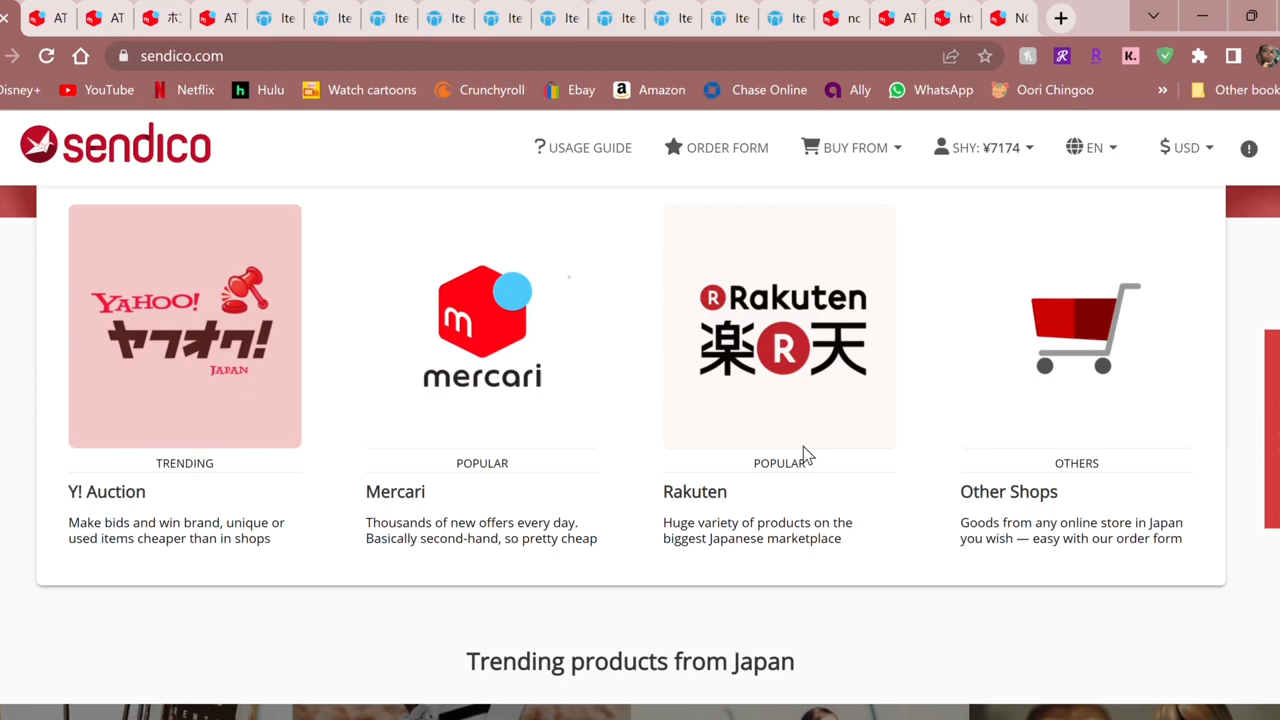 AT
AT
ホ
AT
Ite
Ite
Ite
Ite
Ite
Ite
Ite
Ite
Ite
Ite
nc
AT
ht
NC
sendico.com
Disney+
YouTube
Netflix
h Hulu
Watch cartoons
Crunchyroll
Ebay
a Amazon
Chase Online
Ally
WhatsApp
Oori Chingoo
»
Other book
sendico
? USAGE GUIDE
ORDER FORM
BUY FROM
SHY: ¥7174
EN
$ USD
YAHOO!
ヤフオク!
JAPAN
m
mercari
R Rakuten
楽R天
TRENDING
POPULAR
POPULAR
OTHERS
Y! Auction
Mercari
Rakuten
Other Shops
Make bids and win brand, unique or
used items cheaper than in shops
Thousands of new offers every day.
Basically second-hand, so pretty cheap
Huge variety of products on the
biggest Japanese marketplace
Goods from any online store in Japan
you wish — easy with our order form
Trending products from Japan